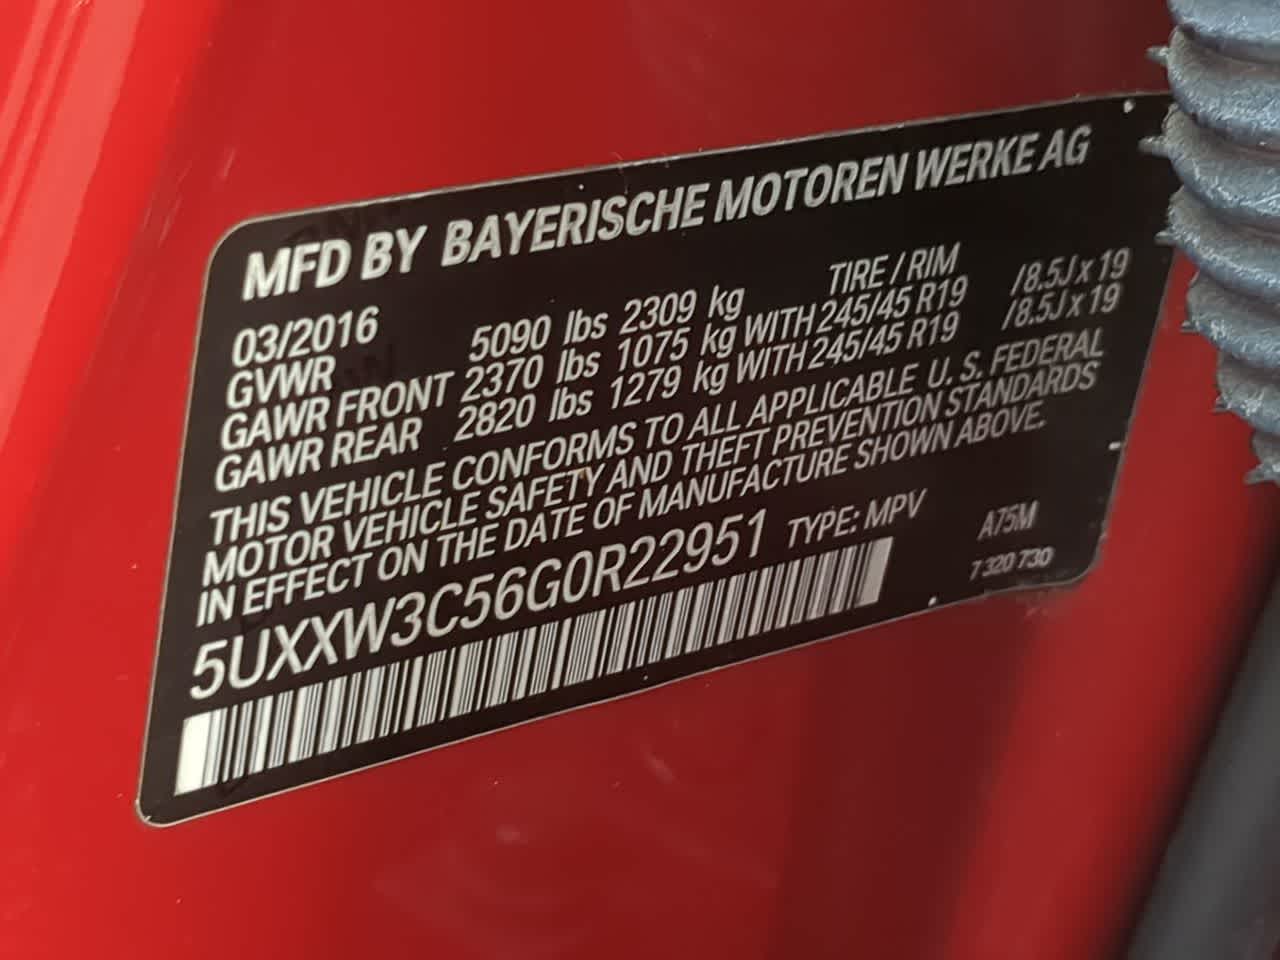 MFD BY BAYERISCHE MOTOREN WERKE AG
03/2016 TIRE / RIM
GVWR 5090 lbs 2309 kg
GAWR FRONT 2370 lbs 1075 kg WITH 245/45 R19 /8.5J x 19
GAWR REAR 2820 lbs 1279 kg WITH 245/45 R19 /8.5J x 19
THIS VEHICLE CONFORMS TO ALL APPLICABLE U. S. FEDERAL
MOTOR VEHICLE SAFETY AND THEFT PREVENTION STANDARDS
IN EFFECT ON THE DATE OF MANUFACTURE SHOWN ABOVE.
5UXXW3C56G0R22951 TYPE: MPV A75M
7 320 730